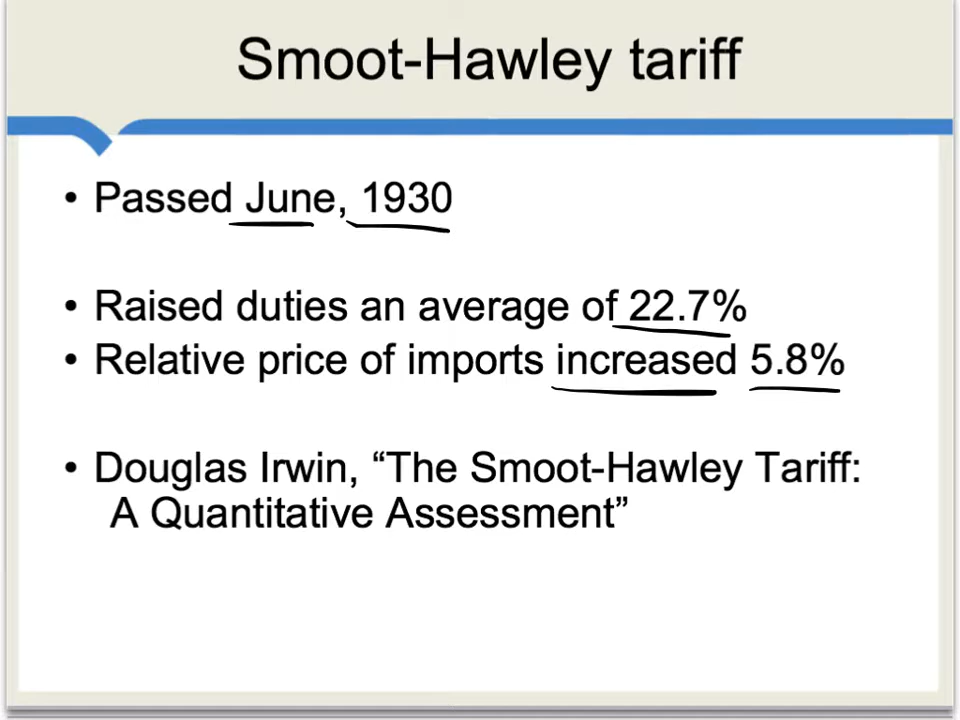 Smoot-Hawley tariff
• Passed June, 1930
• Raised duties an average of 22.7%
• Relative price of imports increased 5.8%
• Douglas Irwin, “The Smoot-Hawley Tariff:
A Quantitative Assessment”